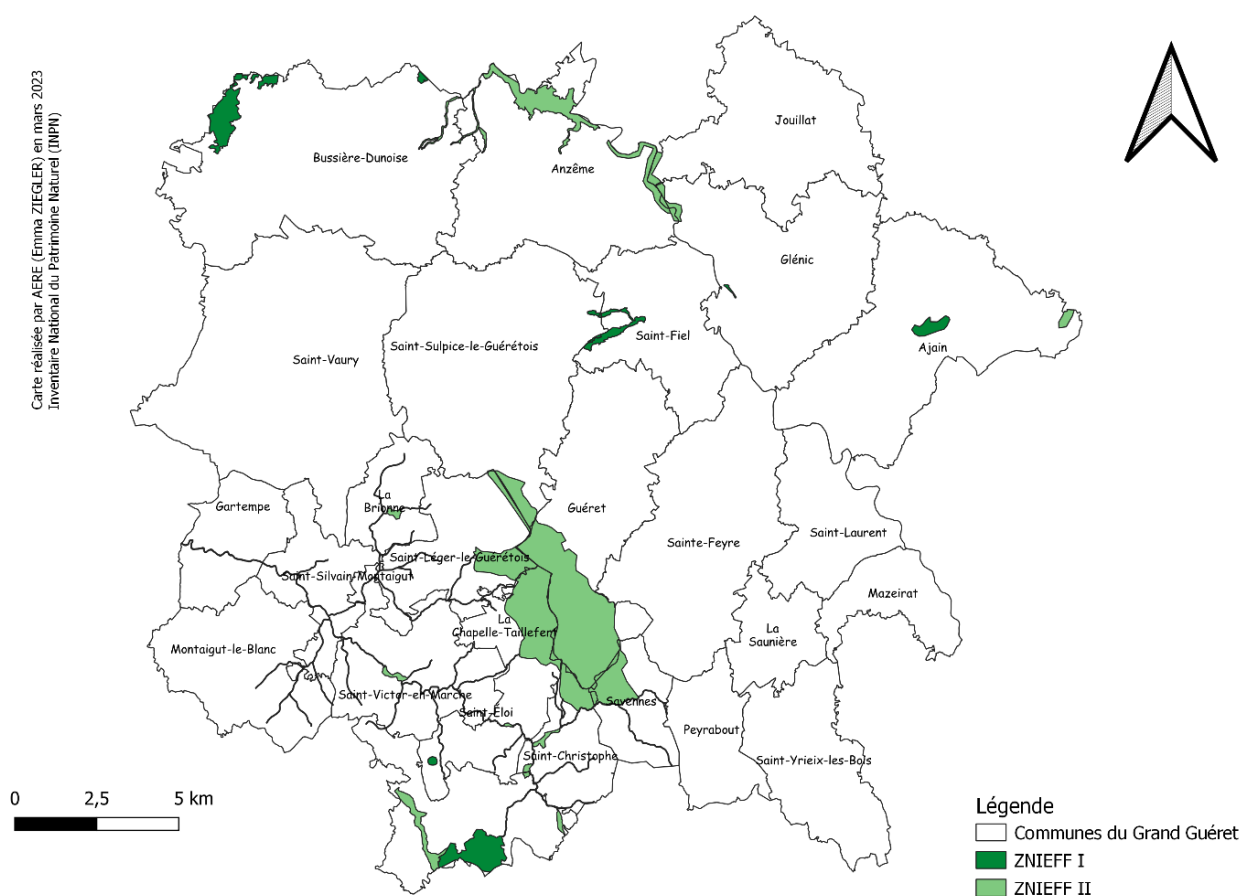 Carte réalisée par AERE (Emma ZIEGLER) en mars 2023
Inventaire National du Patrimoine Naturel (INPN)
Jouillat
Bussière-Dunoise
Anzême
Glénic
Saint-Vaury
Saint-Sulpice-le-Guérétois
Saint-Fiel
Ajain
La
Brionne
Gartempe
Guéret
Saint-Laurent
Sainte-Feyre
Saint-Léger-le-Guérétois
Saint-Silvain-Montaigut
Mazeirat
La
Chapelle-Taillefert
La
Saunière
Montaigut-le-Blanc
Saint-Victor-en-Marche
Savennes
Saint-Éloi
Peyrabout
Saint-Christophe
Saint-Yrieix-les-Bois
0 2,5 5 km
Légende
Communes du Grand Guéret
ZNIEFF I
ZNIEFF II